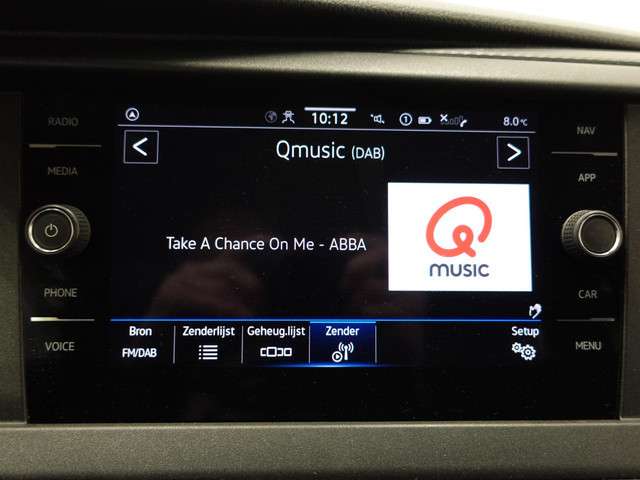 10:12
1
8.0°C
RADIO
MEDIA
PHONE
VOICE
NAV
APP
CAR
MENU
<
Qmusic (DAB)
>
Take A Chance On Me - ABBA
Q
MUSIC
Bron
Zenderlijst
Geheug.lijst
Zender
Setup
FM/DAB